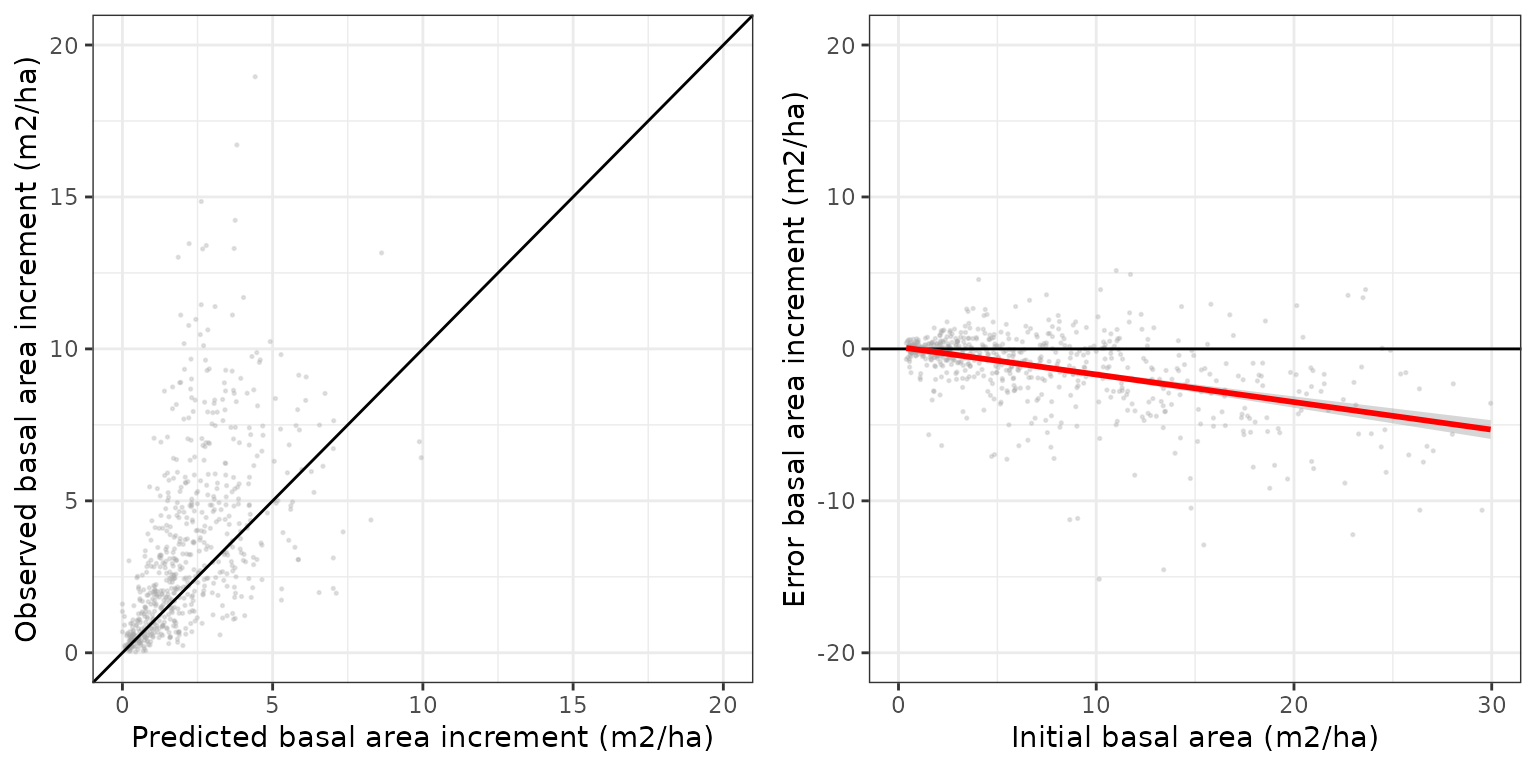 Observed basal area increment (m2/ha)
20
15
10
5
0
0 5 10 15 20
Predicted basal area increment (m2/ha)
Error basal area increment (m2/ha)
20
10
0
-10
-20
0 10 20 30
Initial basal area (m2/ha)